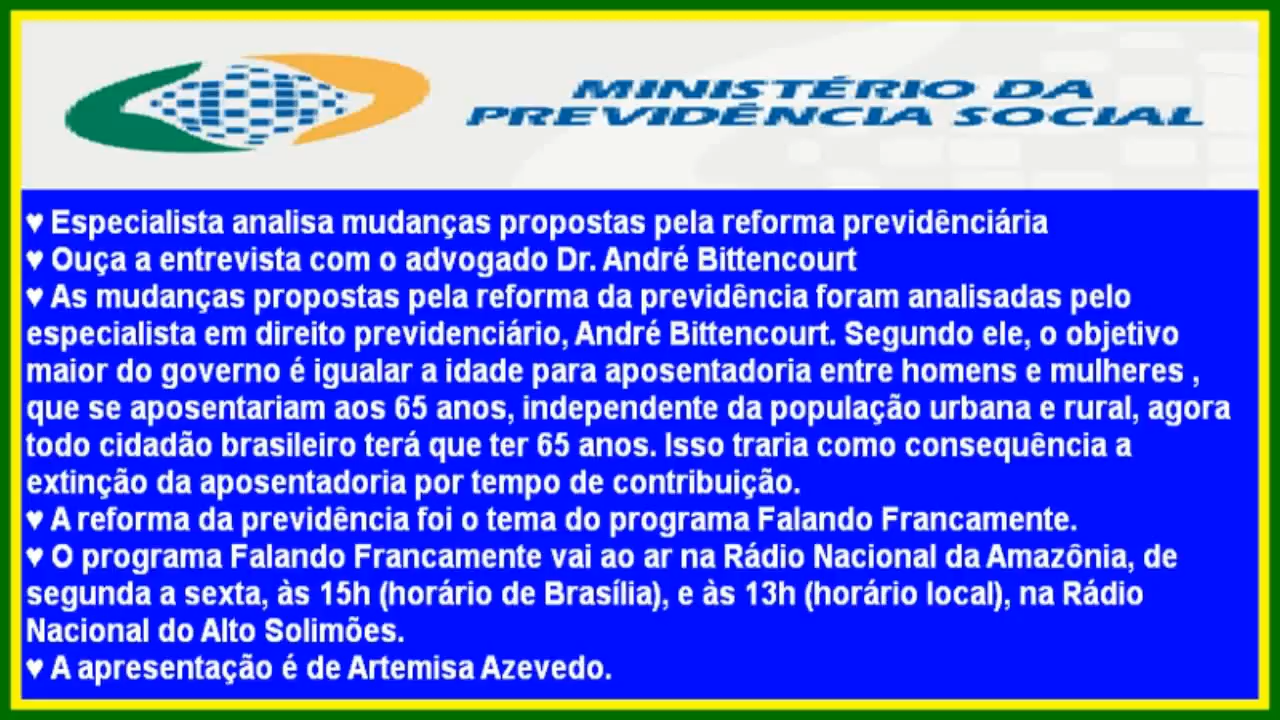 MINISTÉRIO DA
PREVIDÊNCIA SOCIAL
♥ Especialista analisa mudanças propostas pela reforma previdênciária
♥ Ouça a entrevista com o advogado Dr. André Bittencourt
♥ As mudanças propostas pela reforma da previdência foram analisadas pelo
especialista em direito previdenciário, André Bittencourt. Segundo ele, o objetivo
maior do governo é igualar a idade para aposentadoria entre homens e mulheres ,
que se aposentariam aos 65 anos, independente da população urbana e rural, agora
todo cidadão brasileiro terá que ter 65 anos. Isso traria como consequência a
extinção da aposentadoria por tempo de contribuição.
♥ A reforma da previdência foi o tema do programa Falando Francamente.
♥ O programa Falando Francamente vai ao ar na Rádio Nacional da Amazônia, de
segunda a sexta, às 15h (horário de Brasília), e às 13h (horário local), na Rádio
Nacional do Alto Solimões.
♥ A apresentação é de Artemisa Azevedo.